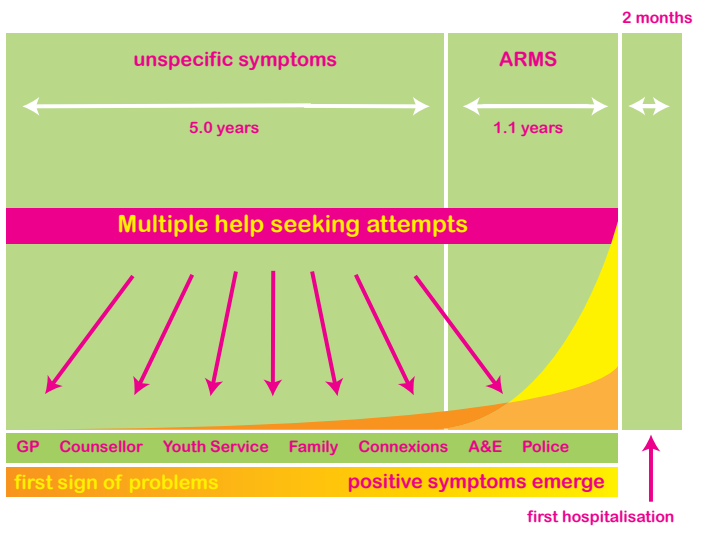 2 months
unspecific symptoms ARMS
5.0 years 1.1 years
Multiple help seeking attempts
GP Counsellor Youth Service Family Connexions A&E Police
first sign of problems positive symptoms emerge
first hospitalisation